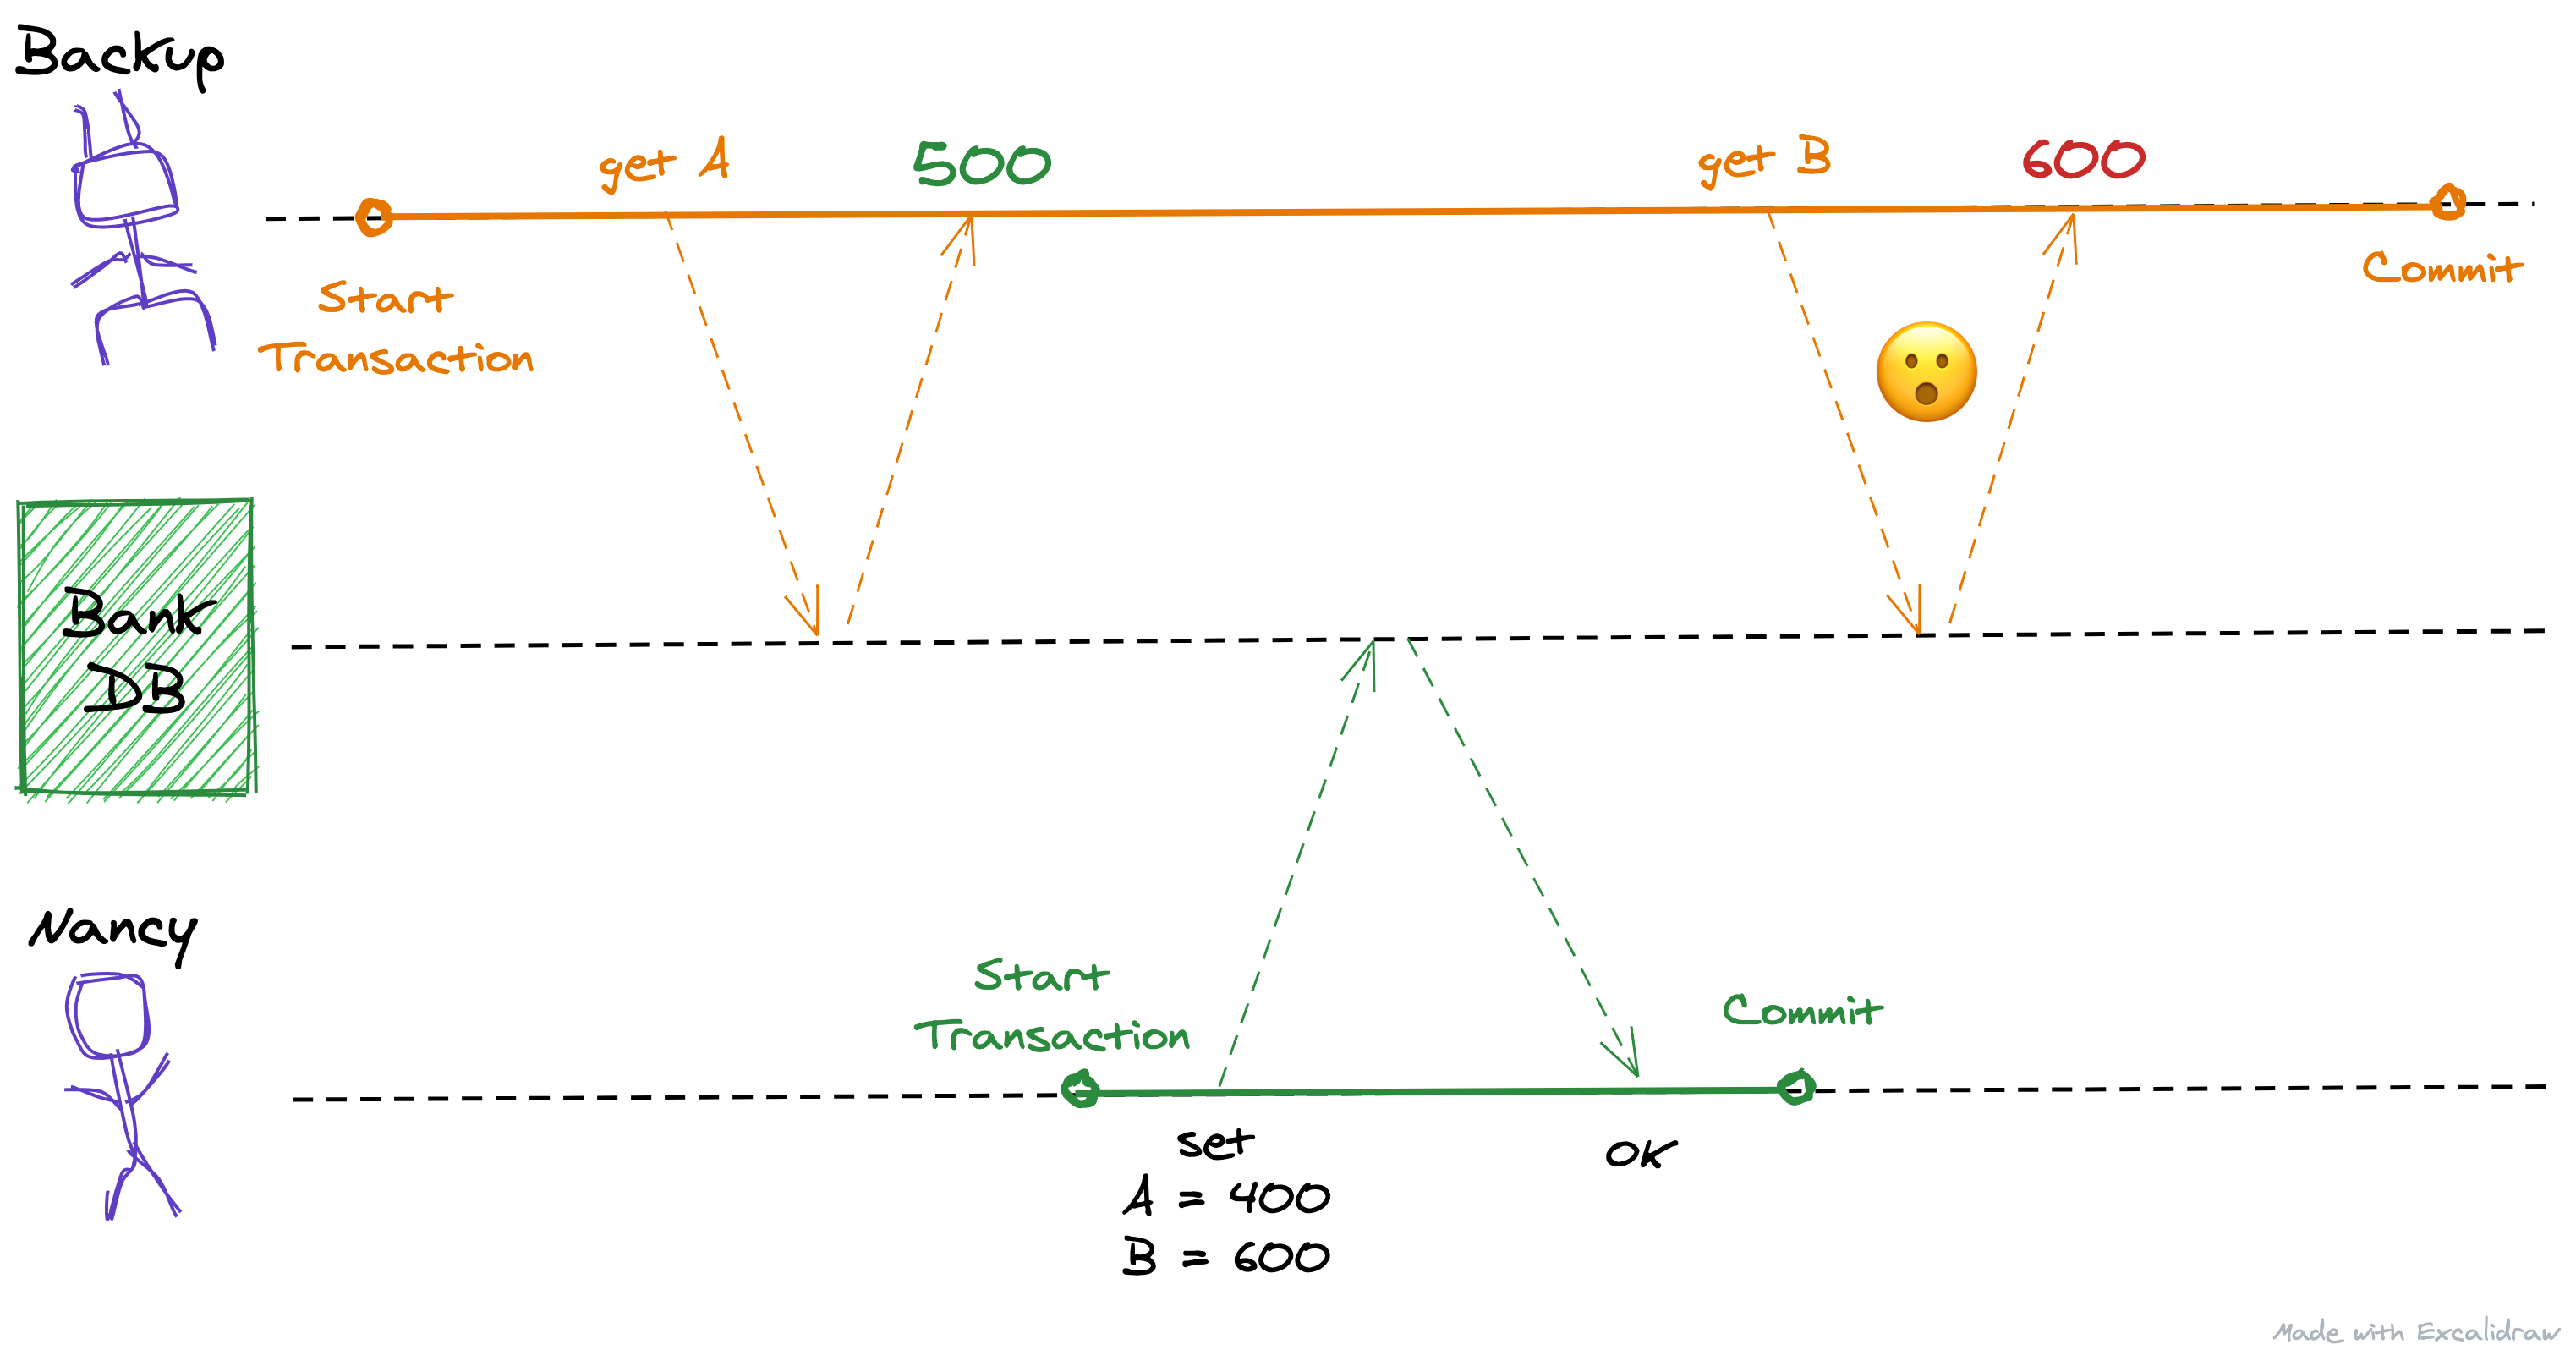 Backup
get A
500
get B
600
Start
Transaction
Commit
Bank
DB
Nancy
Start
Transaction
Commit
set
A = 400
B = 600
OK
Made with Excalidraw